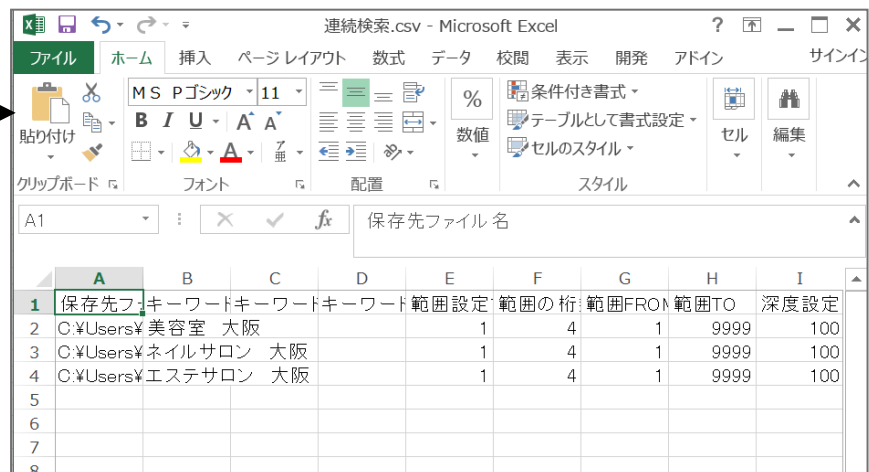 連続検索.csv - Microsoft Excel
ファイル ホーム 挿入 ページ レイアウト 数式 データ 校閲 表示 開発 アドイン サインイン
ＭＳ Ｐゴシック 11
貼り付け
B I U A A
A 亜
%
数値
条件付き書式
テーブルとして書式設定
セルのスタイル
セル
編集
クリップボード フォント 配置 スタイル
A1 fx 保存先ファイル名
A B C D E F G H I
1 保存先フ キーワード キーワード キーワード 範囲設定 範囲の桁 範囲FROM 範囲TO 深度設定
2 C:¥Users¥ 美容室　大阪 1 4 1 9999 100
3 C:¥Users¥ ネイルサロン　大阪 1 4 1 9999 100
4 C:¥Users¥ エステサロン　大阪 1 4 1 9999 100
5
6
7
8